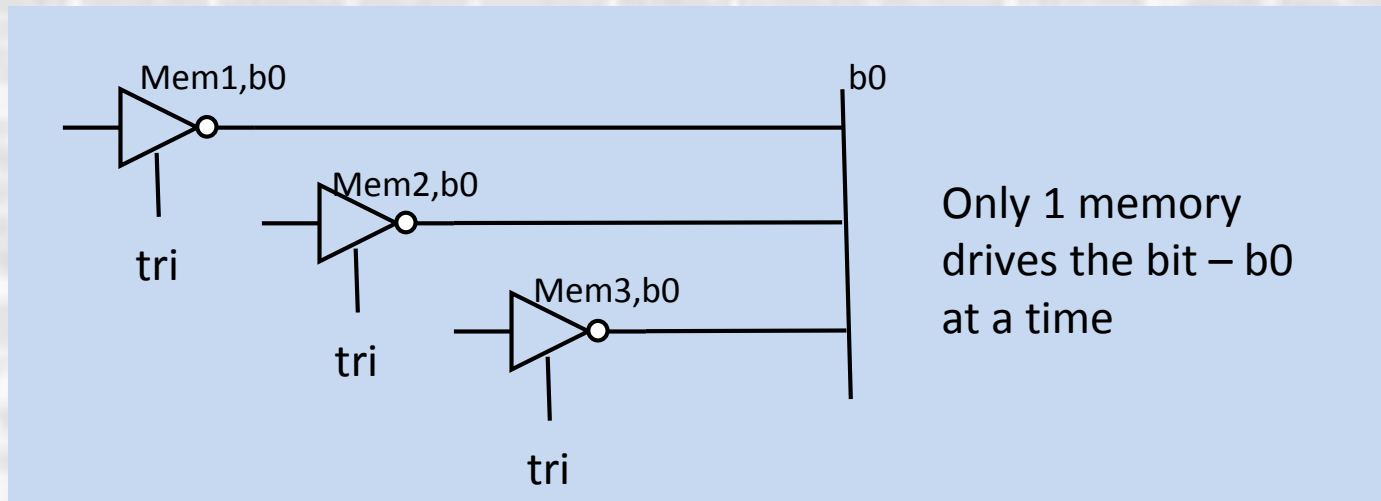 Mem1,b0
b0
Mem2,b0
tri
Mem3,b0
tri
tri
Only 1 memory
drives the bit – b0
at a time